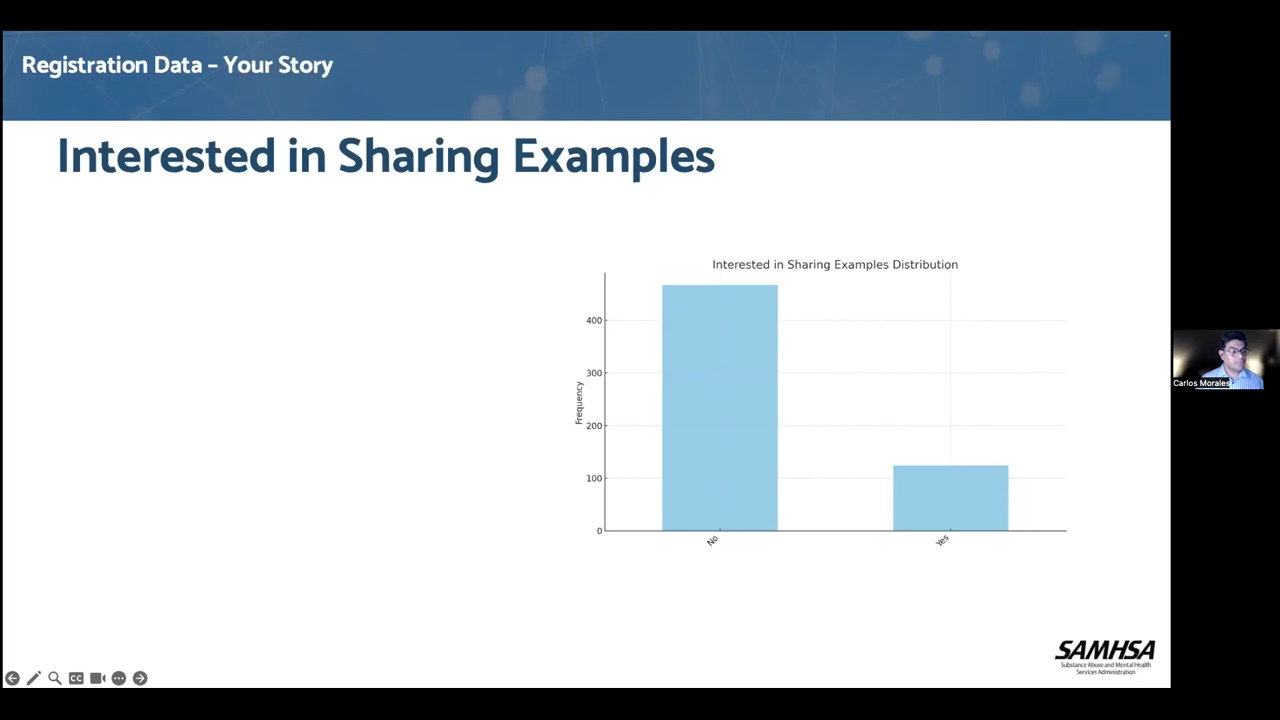 Registration Data – Your Story
Interested in Sharing Examples
Interested in Sharing Examples Distribution
Frequency
400
300
200
100
0
No
Yes
Carlos Morales
SAMHSA
Substance Abuse and Mental Health
Services Administration
CC